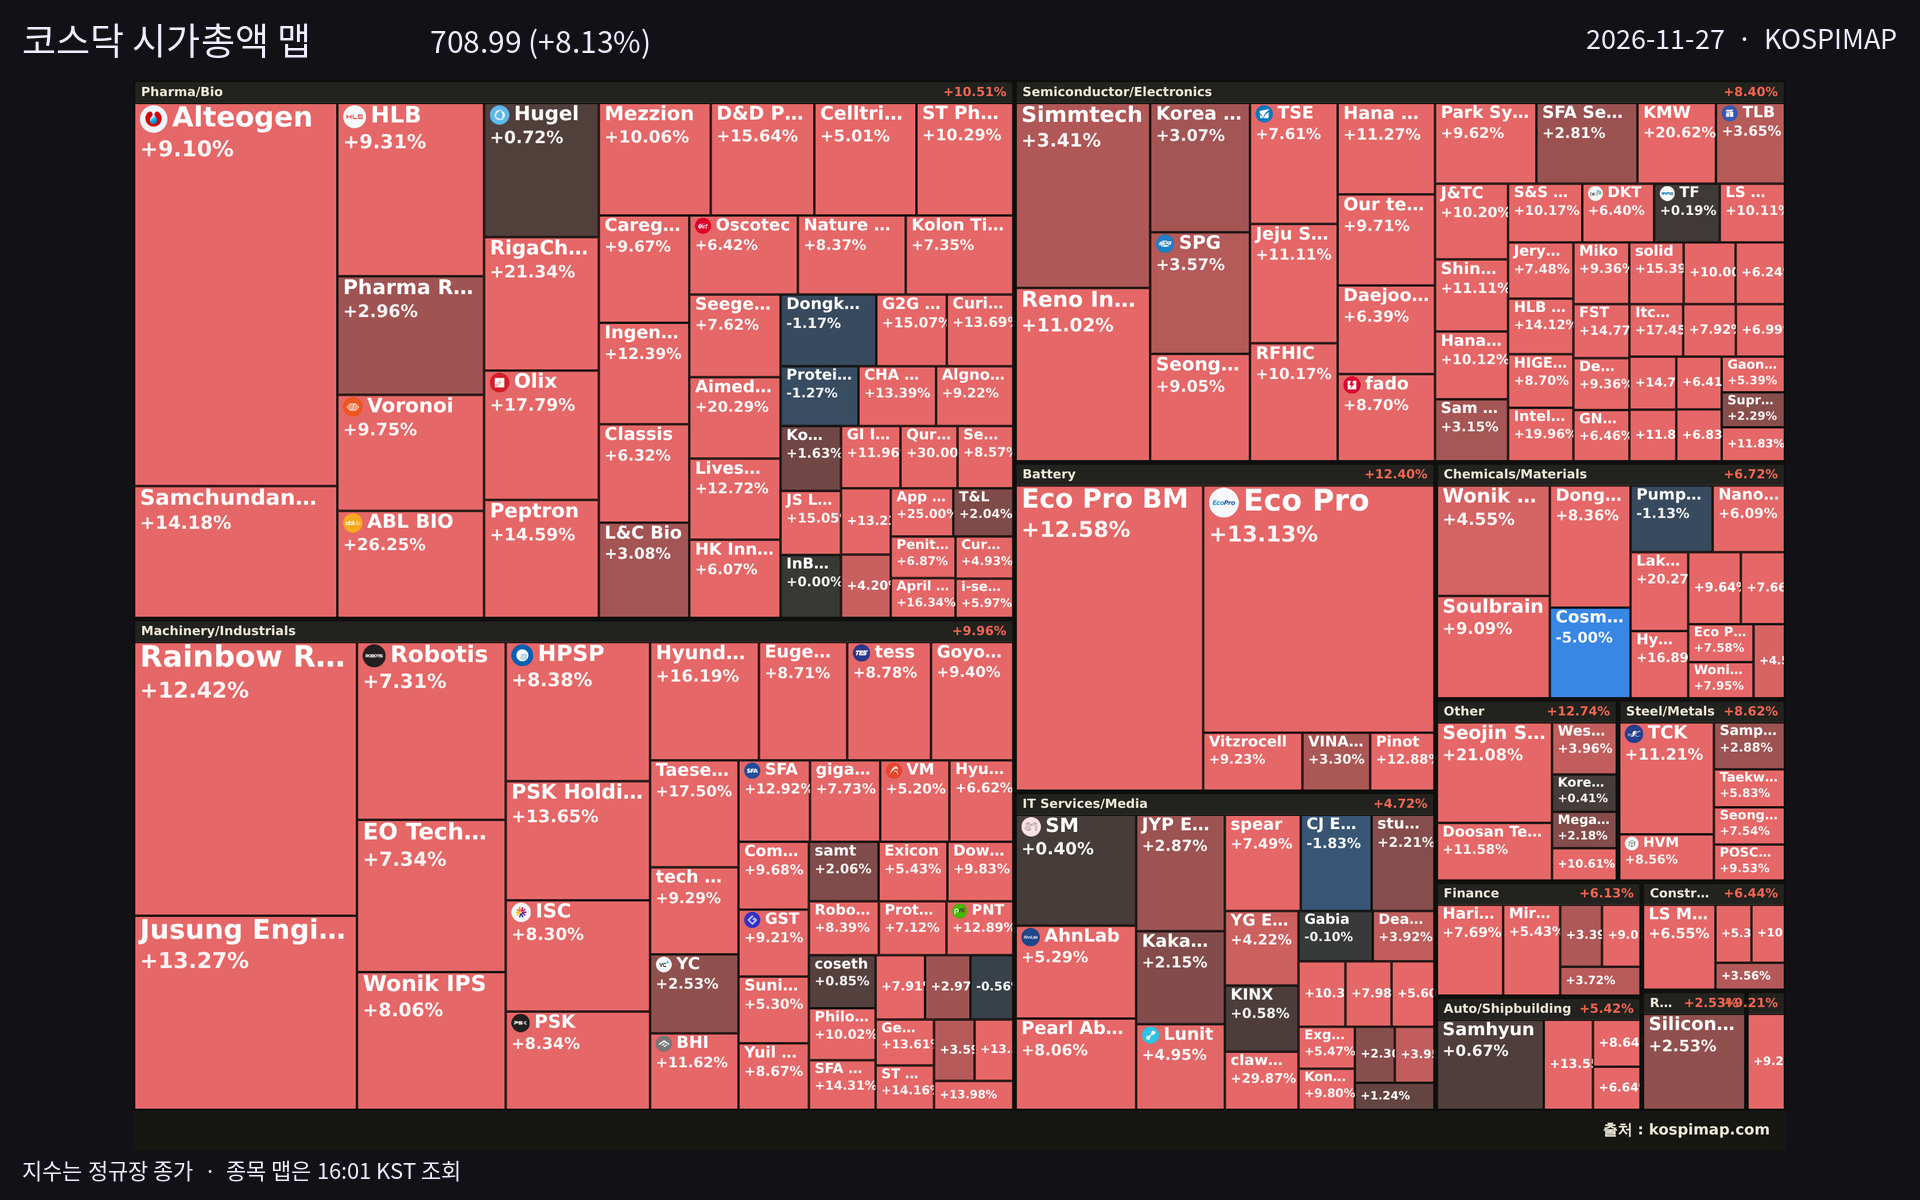 코스닥 시가총액 맵
708.99 (+8.13%)
2026-11-27 · KOSPIMAP
Pharma/Bio +10.51%
Alteogen
+9.10%
Samchundan...
+14.18%
HLB
+9.31%
Pharma R...
+2.96%
Voronoi
+9.75%
ABL BIO
+26.25%
Hugel
+0.72%
RigaCh...
+21.34%
Olix
+17.79%
Peptron
+14.59%
Mezzion
+10.06%
D&D P...
+15.64%
Celltri...
+5.01%
ST Ph...
+10.29%
Careg...
+9.67%
Ingen...
+12.39%
Classis
+6.32%
L&C Bio
+3.08%
Oscotec
+6.42%
Nature ...
+8.37%
Kolon Ti...
+7.35%
Seege...
+7.62%
Aimed...
+20.29%
Lives...
+12.72%
HK Inn...
+6.07%
Dongk...
-1.17%
G2G ...
+15.07%
Curi...
+13.69%
Protei...
-1.27%
CHA ...
+13.39%
Algno...
+9.22%
Ko...
+1.63%
GI I...
+11.96
Qur...
+30.00
Se...
+8.57%
JS L...
+15.05
InB...
+0.00%
+13.2
+4.20
App ...
+25.00%
T&L
+2.04%
Penit...
+6.87%
Cur...
+4.93%
April ...
+16.34%
i-se...
+5.97%
Machinery/Industrials +9.96%
Rainbow R...
+12.42%
Jusung Engi...
+13.27%
Robotis
+7.31%
EO Tech...
+7.34%
Wonik IPS
+8.06%
HPSP
+8.38%
PSK Holdi...
+13.65%
ISC
+8.30%
PSK
+8.34%
Hyund...
+16.19%
Euge...
+8.71%
tess
+8.78%
Goyo...
+9.40%
Taese...
+17.50%
tech ...
+9.29%
YC
+2.53%
BHI
+11.62%
SFA
+12.92%
giga...
+7.73%
VM
+5.20%
Hyu...
+6.62%
Com...
+9.68%
GST
+9.21%
Suni...
+5.30%
Yuil ...
+8.67%
samt
+2.06%
Exicon
+5.43%
Dow...
+9.83%
Robo...
+8.39%
Prot...
+7.12%
PNT
+12.89%
coseth
+0.85%
Philo...
+10.02%
SFA ...
+14.31%
+7.91
+2.97
-0.56
Ge...
+13.61
ST ...
+14.16
+3.5
+13.
+13.98%
Semiconductor/Electronics +8.40%
Simmtech
+3.41%
Reno In...
+11.02%
Korea ...
+3.07%
SPG
+3.57%
Seong...
+9.05%
TSE
+7.61%
Jeju S...
+11.11%
RFHIC
+10.17%
Hana ...
+11.27%
Our te...
+9.71%
Daejoo...
+6.39%
fado
+8.70%
Park Sy...
+9.62%
SFA Se...
+2.81%
KMW
+20.62%
TLB
+3.65%
J&TC
+10.20%
Shin...
+11.11%
Hana...
+10.12%
Sam ...
+3.15%
S&S ...
+10.17%
DKT
+6.40%
TF
+0.19%
LS ...
+10.11%
Jery...
+7.48%
HLB ...
+14.12%
HIGE...
+8.70%
Intel...
+19.96%
Miko
+9.36%
FST
+14.77
De...
+9.36%
GN...
+6.46%
solid
+15.39
+10.00
+6.24
Itc...
+17.45
+7.92
+6.99
+14.7
+6.41
+11.8
+6.83
Gaon...
+5.39%
Supr...
+2.29%
+11.83%
Battery +12.40%
Eco Pro BM
+12.58%
Eco Pro
+13.13%
Vitzrocell
+9.23%
VINA...
+3.30%
Pinot
+12.88%
Chemicals/Materials +6.72%
Wonik ...
+4.55%
Soulbrain
+9.09%
Dong...
+8.36%
Cosm...
-5.00%
Pump...
-1.13%
Nano...
+6.09%
Lak...
+20.27
Hy...
+16.89
+9.64
+7.66
Eco P...
+7.58%
Woni...
+7.95%
+4.5
IT Services/Media +4.72%
SM
+0.40%
AhnLab
+5.29%
Pearl Ab...
+8.06%
JYP E...
+2.87%
Kaka...
+2.15%
Lunit
+4.95%
spear
+7.49%
YG E...
+4.22%
KINX
+0.58%
claw...
+29.87%
CJ E...
-1.83%
stu...
+2.21%
Gabia
-0.10%
Dea...
+3.92%
+10.3
+7.98
+5.60
Exg...
+5.47%
Kon...
+9.80%
+2.30
+3.9
+1.24%
Other +12.74%
Seojin S...
+21.08%
Doosan Te...
+11.58%
Wes...
+3.96%
Kore...
+0.41%
Mega...
+2.18%
+10.61%
Steel/Metals +8.62%
TCK
+11.21%
HVM
+8.56%
Samp...
+2.88%
Taekw...
+5.83%
Seong...
+7.54%
POSC...
+9.53%
Finance +6.13%
Hari...
+7.69%
Mir...
+5.43%
+3.39
+9.0
+3.72%
Constr... +6.44%
LS M...
+6.55%
+5.3
+10
+3.56%
Auto/Shipbuilding +5.42%
Samhyun
+0.67%
+13.5
+8.64
+6.64
R... +2.53% +9.21%
Silicon...
+2.53%
+9.2
출처 : kospimap.com
지수는 정규장 종가 · 종목 맵은 16:01 KST 조회